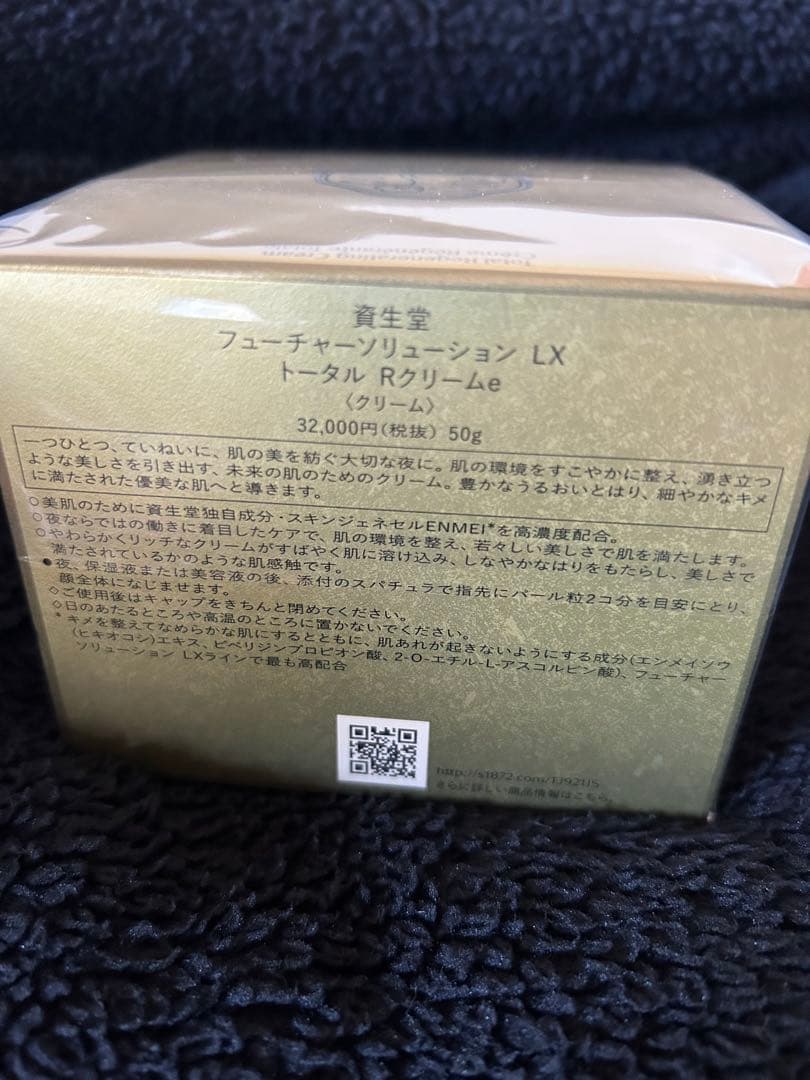 Total Regenerating Cream
Crème Régénérante Totale
資生堂
フューチャーソリューション LX
トータル Rクリームe
〈クリーム〉
32,000円(税抜) 50g
一つひとつ、ていねいに、肌の美を紡ぐ大切な夜に。肌の環境をすこやかに整え、湧き立つ
ような美しさを引き出す、未来の肌のためのクリーム。豊かなうるおいとはり、細やかなキメ
に満たされた優美な肌へと導きます。
○美肌のために資生堂独自成分・スキンジェネセルENMEI*を高濃度配合。
○夜ならではの働きに着目したケアで、肌の環境を整え、若々しい美しさで肌を満たします。
○やわらかくリッチなクリームがすばやく肌に溶け込み、しなやかなはりをもたらし、美しさで
満たされているかのような肌感触です。
●夜、保湿液または美容液の後、添付のスパチュラで指先にパール粒2コ分を目安にとり、
顔全体になじませます。
◇ご使用後はキャップをきちんと閉めてください。
◇日のあたるところや高温のところに置かないでください。
* キメを整えてなめらかな肌にするとともに、肌あれが起きないようにする成分(エンメイソウ
(ヒキオコシ)エキス、ピペリジンプロピオン酸、2-O-エチル-L-アスコルビン酸)、フューチャー
ソリューション LXラインで最も高配合
さらに詳しい商品情報はこちら。